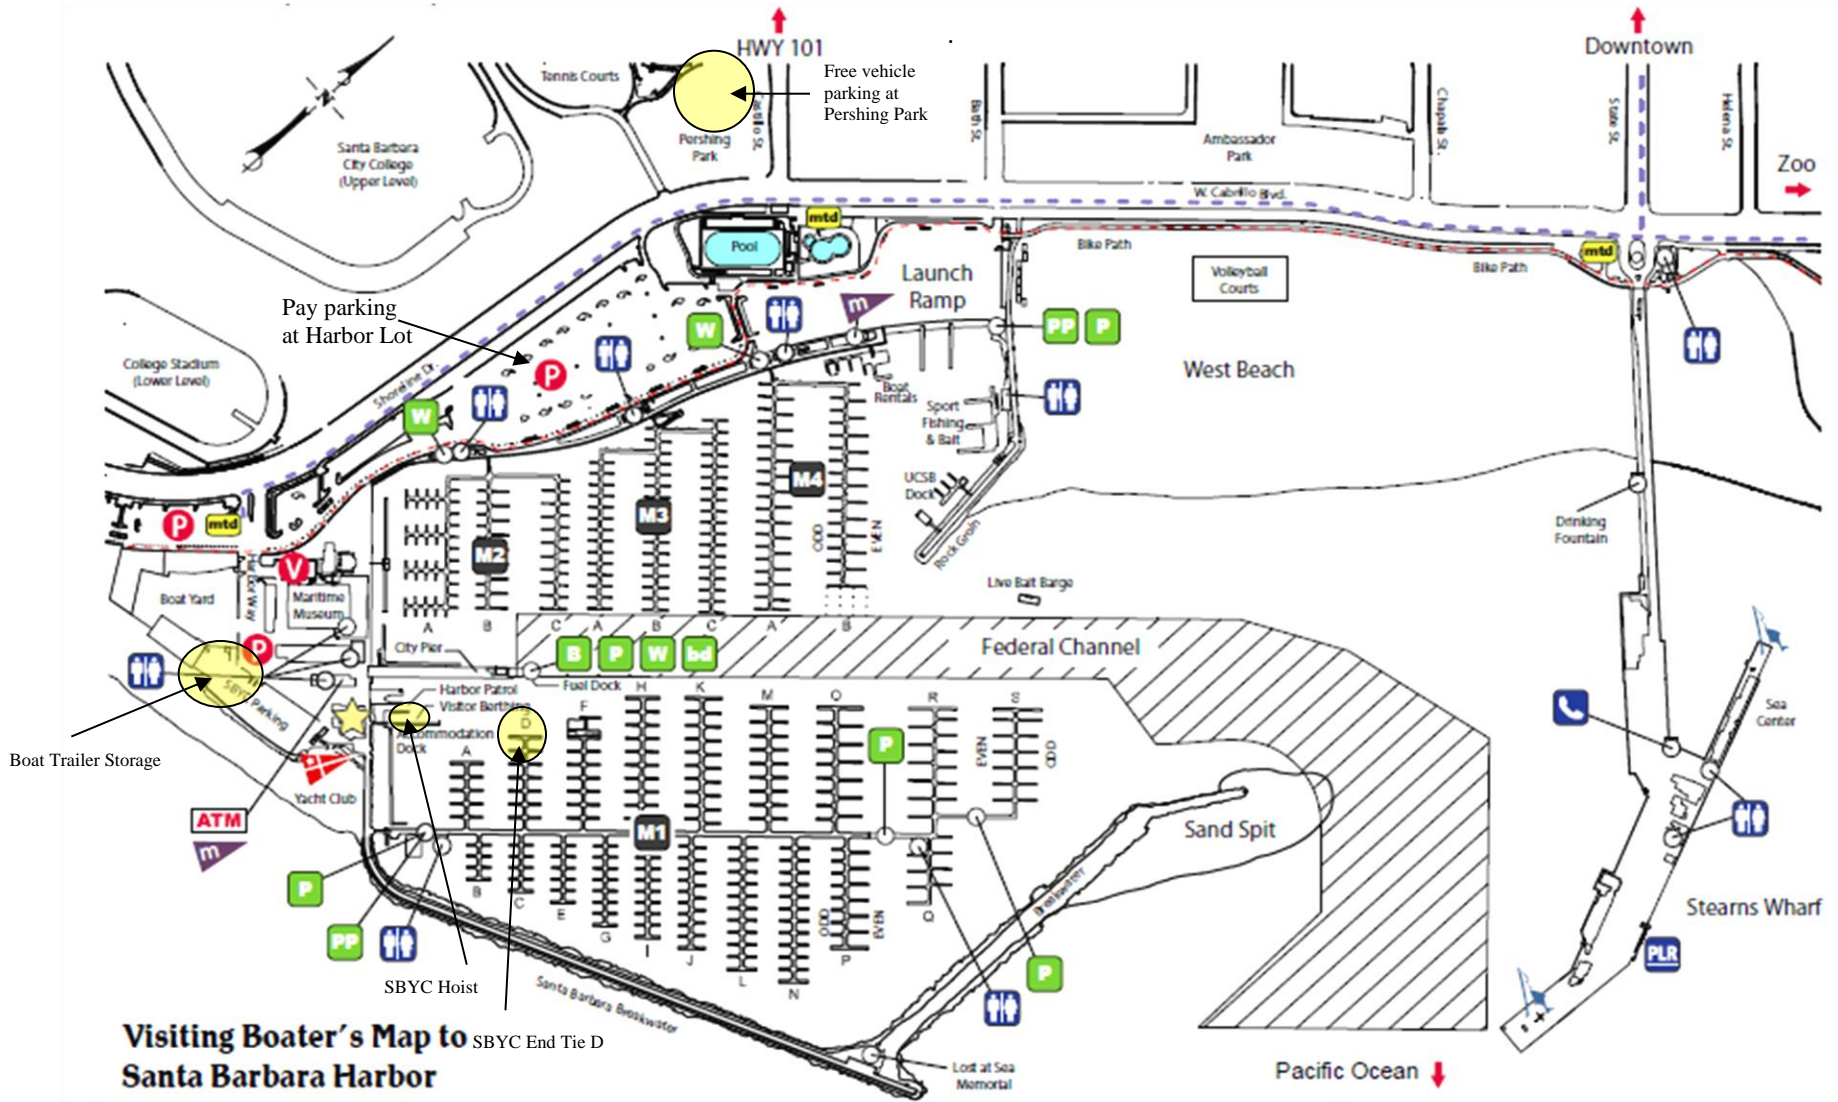 HWY 101
Downtown
Tennis Courts
Free vehicle
parking at
Pershing Park
Castillo St.
Bath St.
Chapala St.
State St.
Helena St.
N
Santa Barbara
City College
(Upper Level)
Pershing
Park
Ambassador
Park
Zoo
W. Cabrillo Blvd.
mtd
Pool
Bike Path
mtd
Bike Path
Launch
Ramp
Volleyball
Courts
Pay parking
at Harbor Lot
m
W
PP
P
College Stadium
(Lower Level)
Shoreline Dr.
P
West Beach
Boat
Rentals
Sport
Fishing
& Bait
W
M4
UCSB
Dock
M3
P
mtd
ODD
EVEN
Rock Groin
Drinking
Fountain
M2
V
Harbor Way
Boat Yard
Maritime
Museum
Live Bait Barge
A
B
C
A
B
C
A
B
City Pier
P
B
P
W
bd
Federal Channel
Fuel Dock
SBYC Parking
Harbor Patrol
Visitor Berthing
Accommodation
Dock
H
K
M
O
R
S
F
D
A
EVEN
ODD
P
Sea
Center
Boat Trailer Storage
Yacht Club
ATM
m
M1
Sand Spit
P
B
C
E
G
I
J
L
N
ODD
EVEN
P
Q
Breakwater
Stearns Wharf
PP
PLR
P
SBYC Hoist
Santa Barbara Breakwater
Visiting Boater's Map to
Santa Barbara Harbor
SBYC End Tie D
Lost at Sea
Memorial
Pacific Ocean